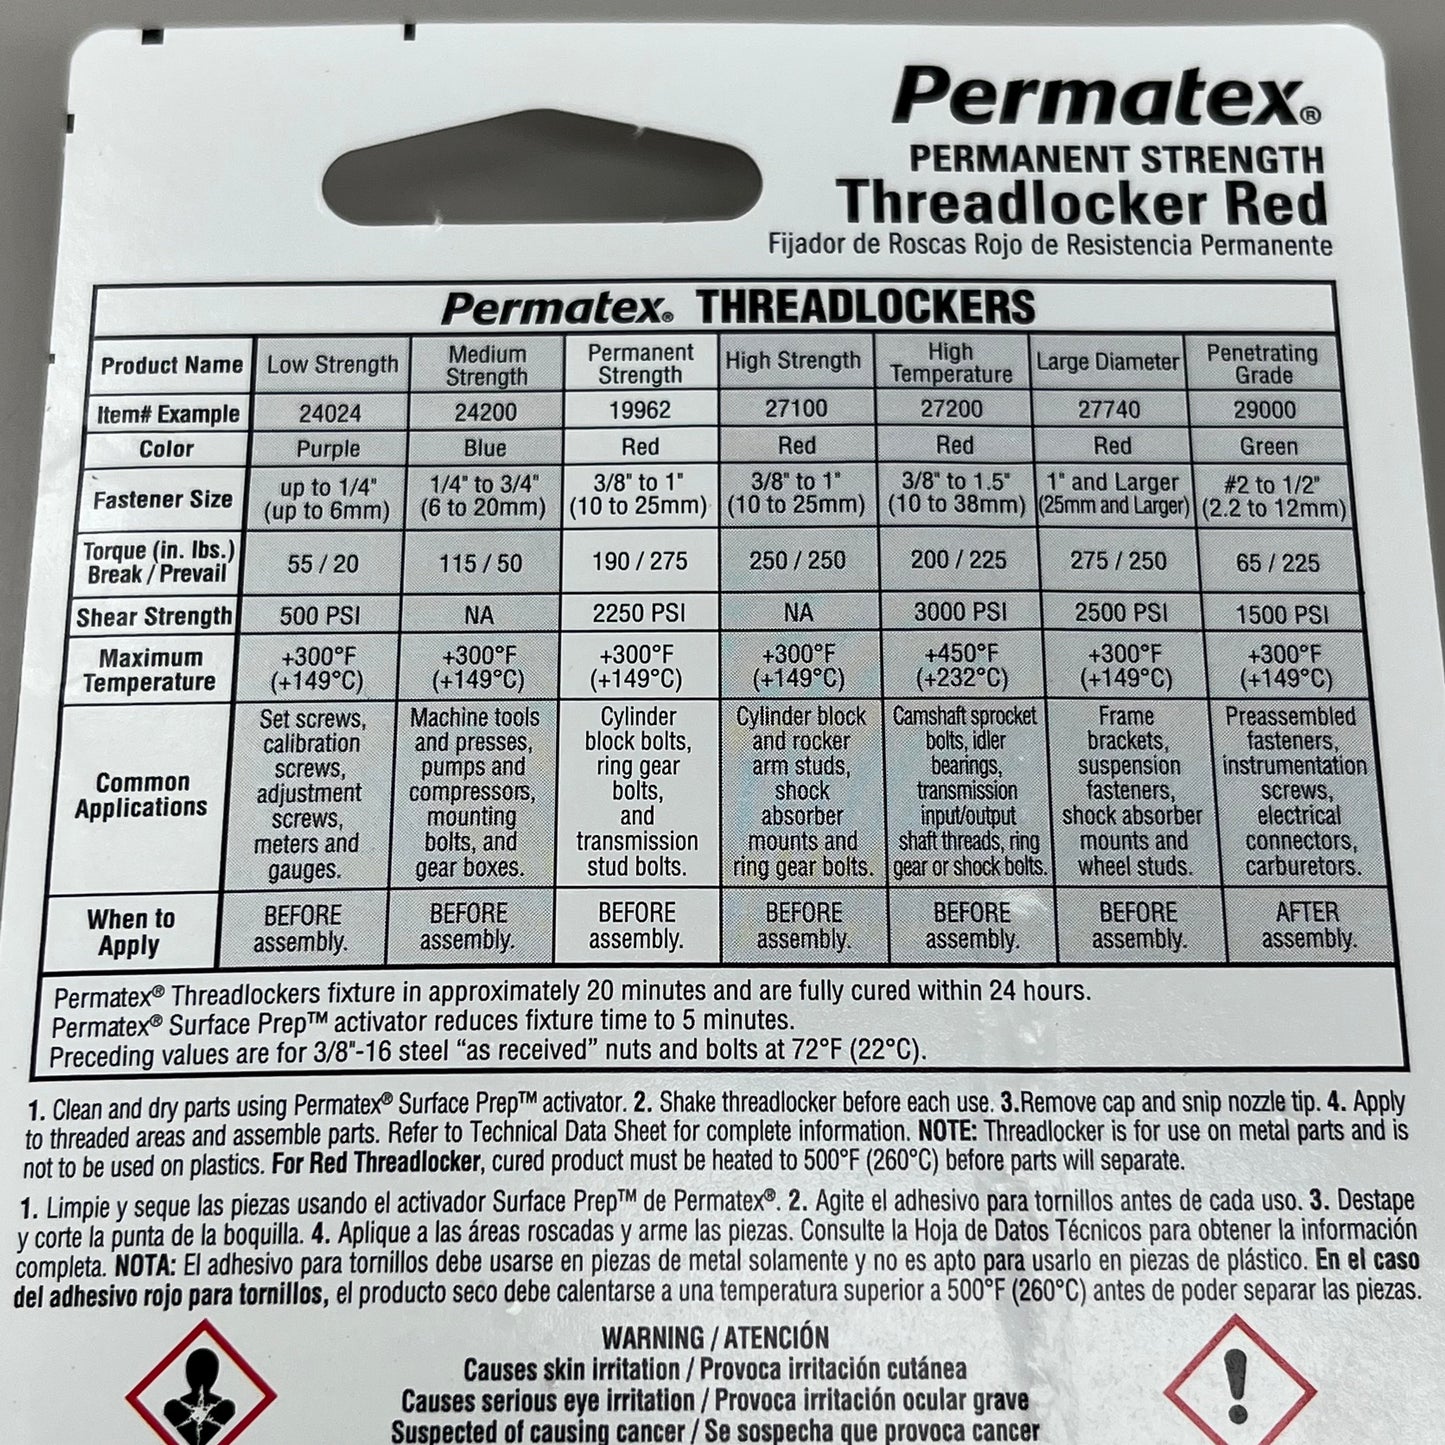 Permatex®
PERMANENT STRENGTH
Threadlocker Red
Fijador de Roscas Rojo de Resistencia Permanente
Permatex® THREADLOCKERS
Product Name Low Strength Medium Strength Permanent Strength High Strength High Temperature Large Diameter Penetrating Grade
Item# Example 24024 24200 19962 27100 27200 27740 29000
Color Purple Blue Red Red Red Red Green
Fastener Size up to 1/4" (up to 6mm) 1/4" to 3/4" (6 to 20mm) 3/8" to 1" (10 to 25mm) 3/8" to 1" (10 to 25mm) 3/8" to 1.5" (10 to 38mm) 1" and Larger (25mm and Larger) #2 to 1/2" (2.2 to 12mm)
Torque (in. lbs.) Break / Prevail 55 / 20 115 / 50 190 / 275 250 / 250 200 / 225 275 / 250 65 / 225
Shear Strength 500 PSI NA 2250 PSI NA 3000 PSI 2500 PSI 1500 PSI
Maximum Temperature +300°F (+149°C) +300°F (+149°C) +300°F (+149°C) +300°F (+149°C) +450°F (+232°C) +300°F (+149°C) +300°F (+149°C)
Common Applications Set screws, calibration screws, adjustment screws, meters and gauges. Machine tools and presses, pumps and compressors, mounting bolts, and gear boxes. Cylinder block bolts, ring gear bolts, and transmission stud bolts. Cylinder block and rocker arm studs, shock absorber mounts and ring gear bolts. Camshaft sprocket bolts, idler bearings, transmission input/output shaft threads, ring gear or shock bolts. Frame brackets, suspension fasteners, shock absorber mounts and wheel studs. Preassembled fasteners, instrumentation screws, electrical connectors, carburetors.
When to Apply BEFORE assembly. BEFORE assembly. BEFORE assembly. BEFORE assembly. BEFORE assembly. BEFORE assembly. AFTER assembly.
Permatex® Threadlockers fixture in approximately 20 minutes and are fully cured within 24 hours.
Permatex® Surface Prep™ activator reduces fixture time to 5 minutes.
Preceding values are for 3/8"-16 steel “as received” nuts and bolts at 72°F (22°C).
1. Clean and dry parts using Permatex® Surface Prep™ activator. 2. Shake threadlocker before each use. 3.Remove cap and snip nozzle tip. 4. Apply
to threaded areas and assemble parts. Refer to Technical Data Sheet for complete information. NOTE: Threadlocker is for use on metal parts and is
not to be used on plastics. For Red Threadlocker, cured product must be heated to 500°F (260°C) before parts will separate.
1. Limpie y seque las piezas usando el activador Surface Prep™ de Permatex®. 2. Agite el adhesivo para tornillos antes de cada uso. 3. Destape
y corte la punta de la boquilla. 4. Aplique a las áreas roscadas y arme las piezas. Consulte la Hoja de Datos Técnicos para obtener la información
completa. NOTA: El adhesivo para tornillos debe usarse en piezas de metal solamente y no es apto para usarlo en piezas de plástico. En el caso
del adhesivo rojo para tornillos, el producto seco debe calentarse a una temperatura superior a 500°F (260°C) antes de poder separar las piezas.
WARNING / ATENCIÓN
Causes skin irritation / Provoca irritación cutánea
Causes serious eye irritation / Provoca irritación ocular grave
Suspected of causing cancer / Se sospecha que provoca cancer